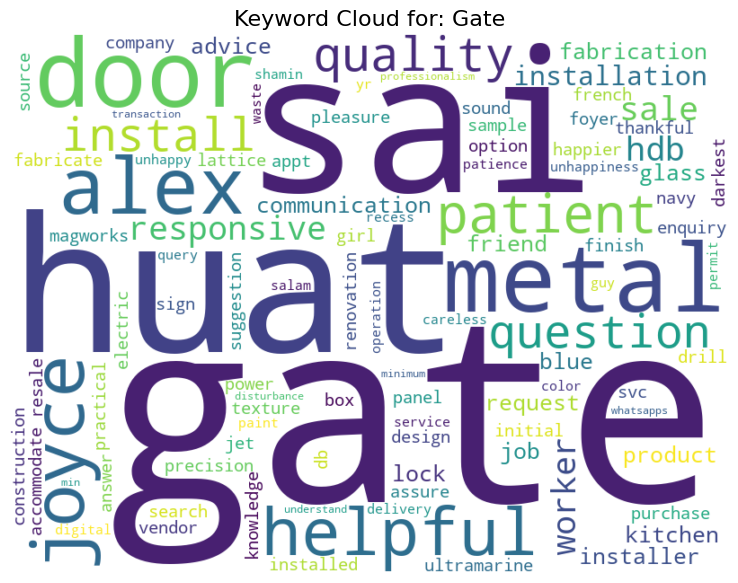 Keyword Cloud for: Gate
company
advice
quality
fabrication
source
door
shamin
professionalism
yr
installation
waste
transaction
pleasure
sound
french
sale
install
sample
foyer
thankful
sai
option
happier
hdb
fabricate
unhappy
lattice
appt
patience
unhappiness
glass
darkest
alex
communication
patient
navy
responsive
recess
enquiry
magworks
girl
friend
finish
huat
query
suggestion
salam
renovation
operation
metal
guy
permit
sign
electric
careless
question
joyce
practical
gate
minimum
blue
drill
power
disturbance
color
svc
construction
accommodate
resale
texture
box
panel
request
whatsapps
paint
service
initial
answer
jet
design
job
worker
product
precision
db
lock
knowledge
assure
min
search
understand
delivery
purchase
digital
vendor
helpful
kitchen
installed
ultramarine
installer